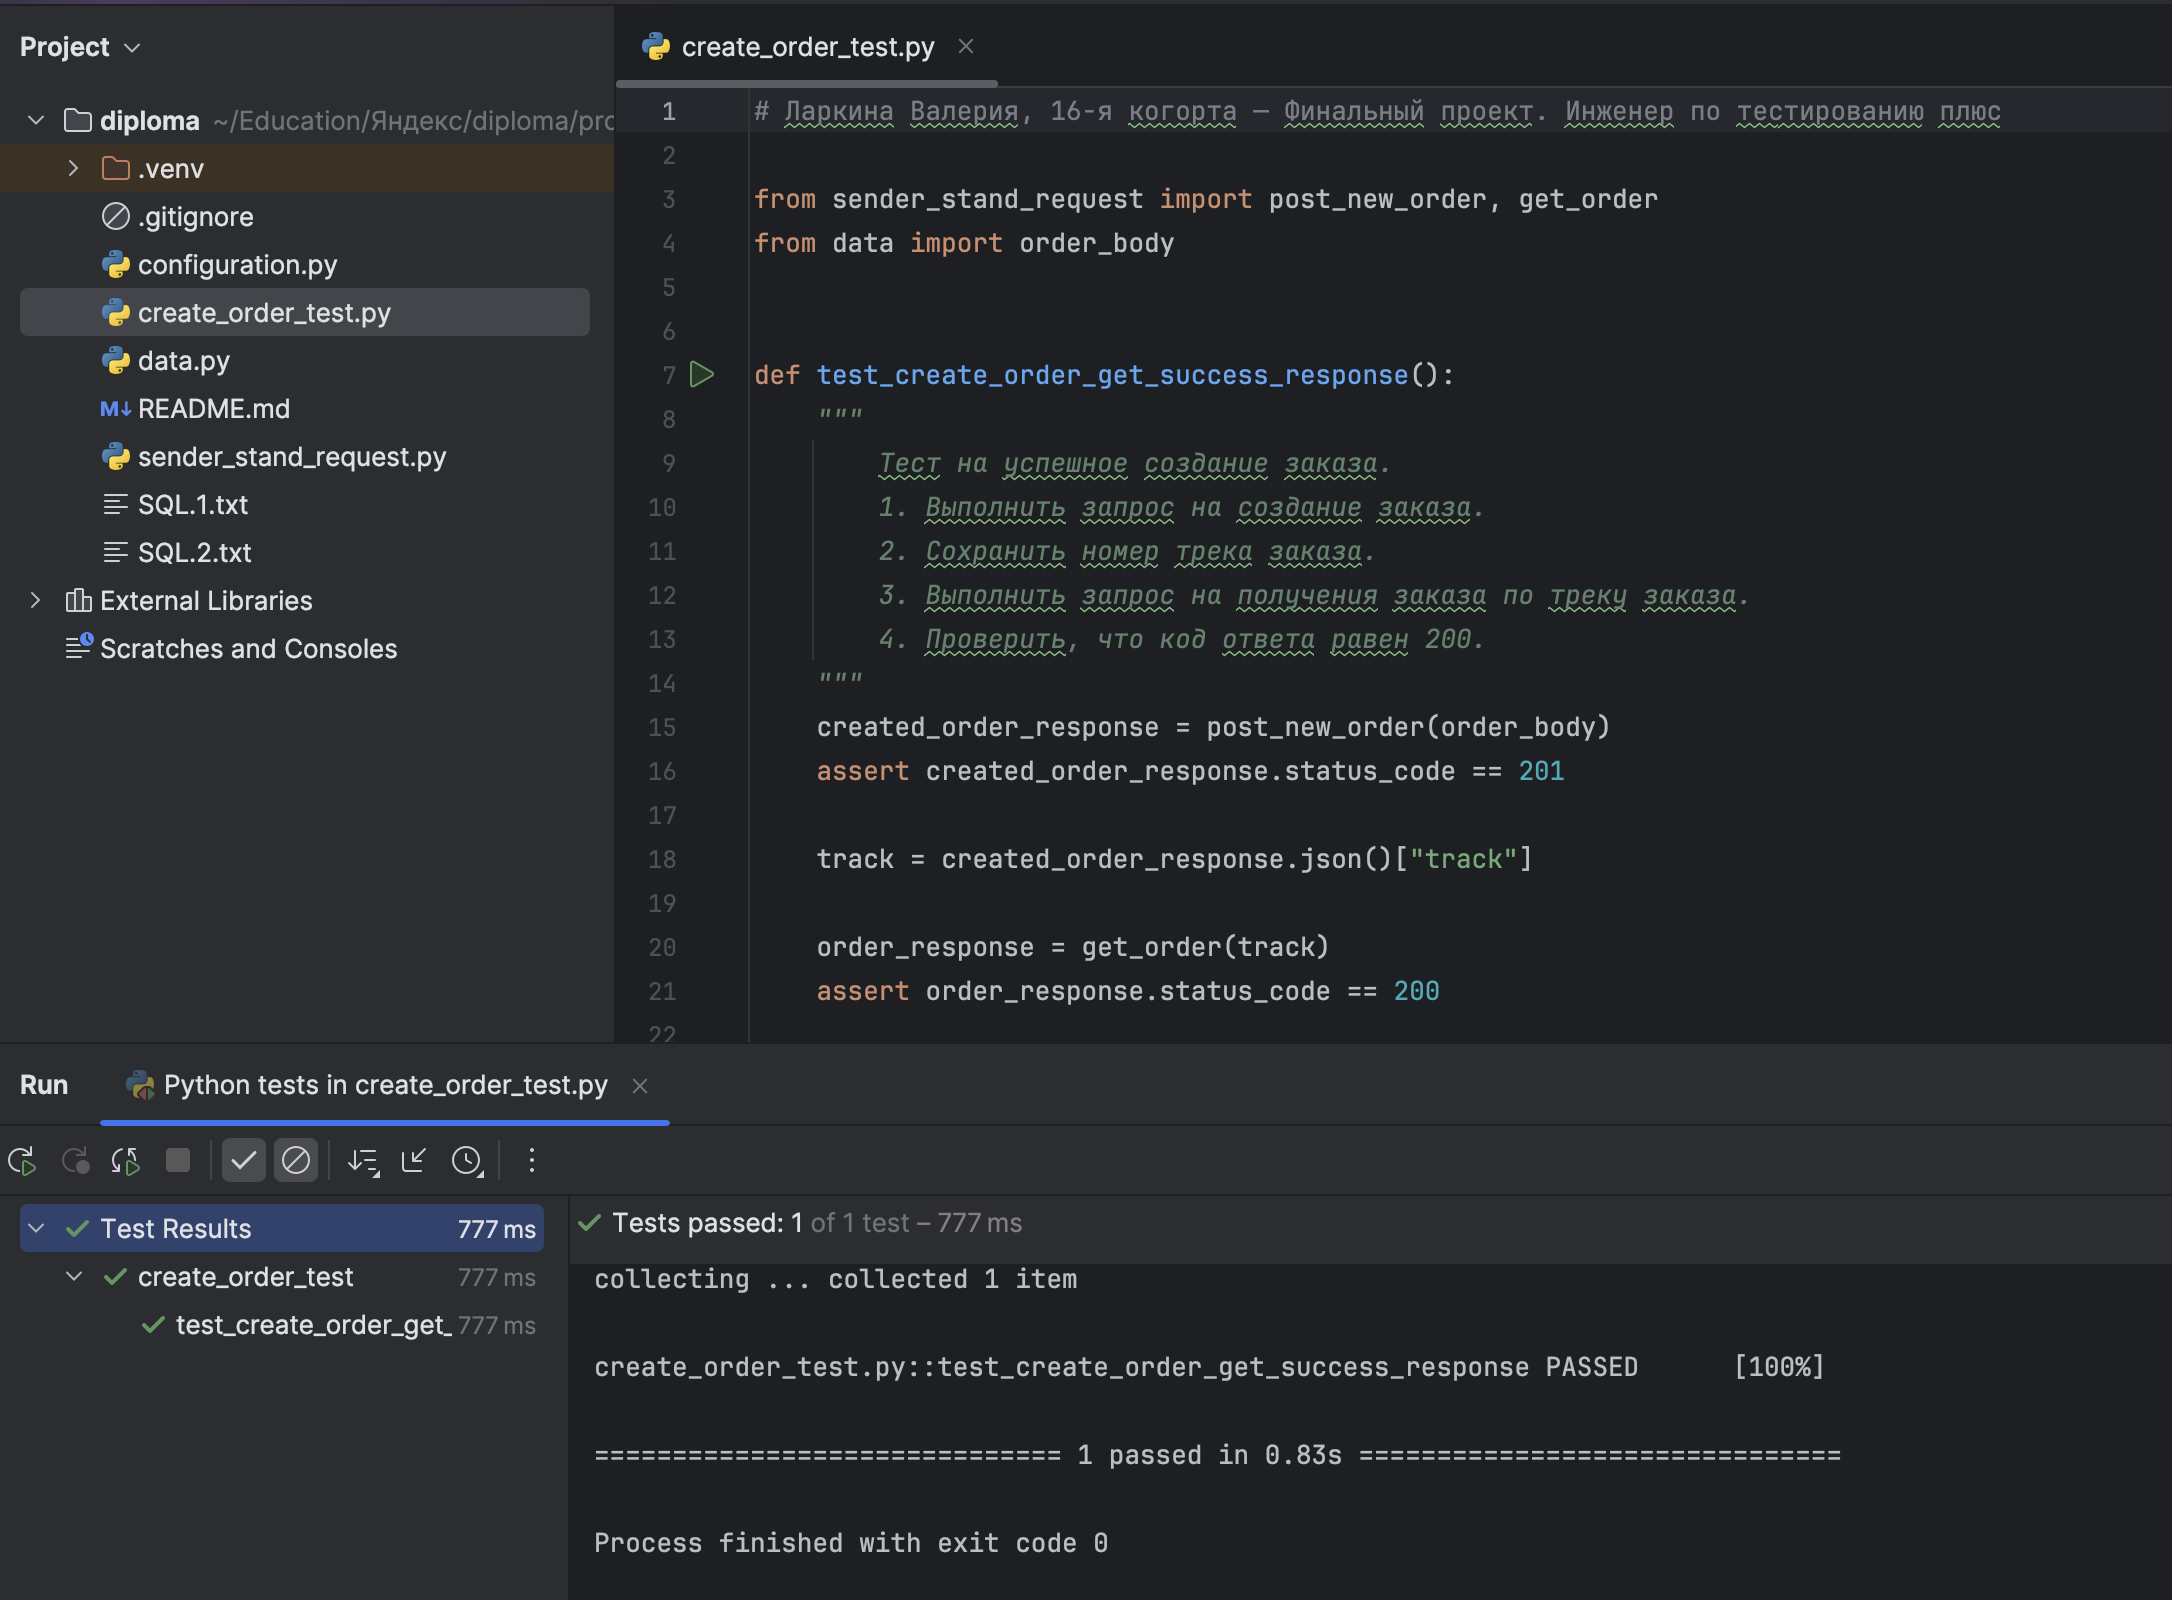 Project
diploma ~/Education/Яндекс/diploma/pro
.venv
.gitignore
configuration.py
create_order_test.py
data.py
M↓ README.md
sender_stand_request.py
SQL.1.txt
SQL.2.txt
External Libraries
Scratches and Consoles
create_order_test.py
1 # Ларкина Валерия, 16-я когорта — Финальный проект. Инженер по тестированию плюс
2
3 from sender_stand_request import post_new_order, get_order
4 from data import order_body
5
6
7 def test_create_order_get_success_response():
8 """
9 Тест на успешное создание заказа.
10 1. Выполнить запрос на создание заказа.
11 2. Сохранить номер трека заказа.
12 3. Выполнить запрос на получения заказа по треку заказа.
13 4. Проверить, что код ответа равен 200.
14 """
15 created_order_response = post_new_order(order_body)
16 assert created_order_response.status_code == 201
17
18 track = created_order_response.json()["track"]
19
20 order_response = get_order(track)
21 assert order_response.status_code == 200
22
Run
Python tests in create_order_test.py
Test Results 777 ms
create_order_test 777 ms
test_create_order_get_ 777 ms
Tests passed: 1 of 1 test – 777 ms
collecting ... collected 1 item
create_order_test.py::test_create_order_get_success_response PASSED [100%]
============================== 1 passed in 0.83s ===============================
Process finished with exit code 0